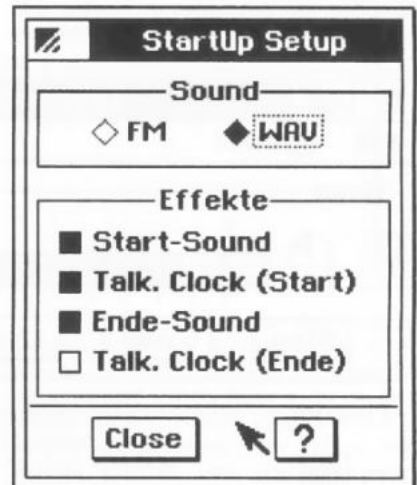 StartUp Setup
Sound
FM WAV
Effekte
Start-Sound
Talk. Clock (Start)
Ende-Sound
Talk. Clock (Ende)
Close ?